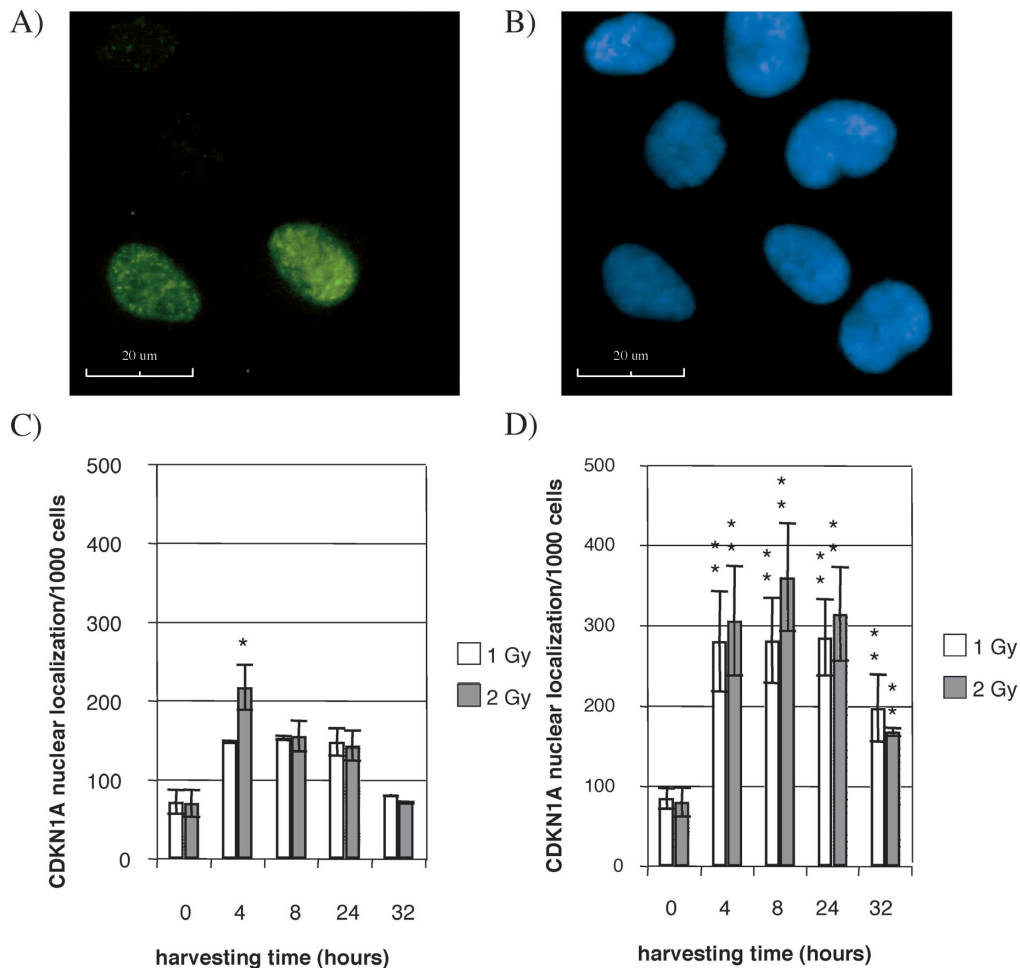 A)
B)
20 um
20 um
C)
D)
CDKN1A nuclear localization/1000 cells
500
400
300
200
100
0
*
0 4 8 24 32
harvesting time (hours)
1 Gy
2 Gy
CDKN1A nuclear localization/1000 cells
500
400
300
200
100
0
* *
* *
* *
* *
* *
* *
* *
* *
0 4 8 24 32
harvesting time (hours)
1 Gy
2 Gy